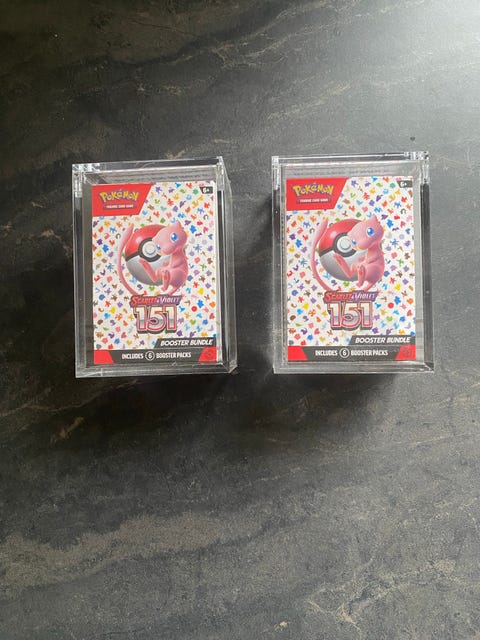 Pokémon
TRADING CARD GAME
6+
SCARLET & VIOLET
151
BOOSTER BUNDLE
INCLUDES 6 BOOSTER PACKS
Pokémon
TRADING CARD GAME
6+
SCARLET & VIOLET
151
BOOSTER BUNDLE
INCLUDES 6 BOOSTER PACKS